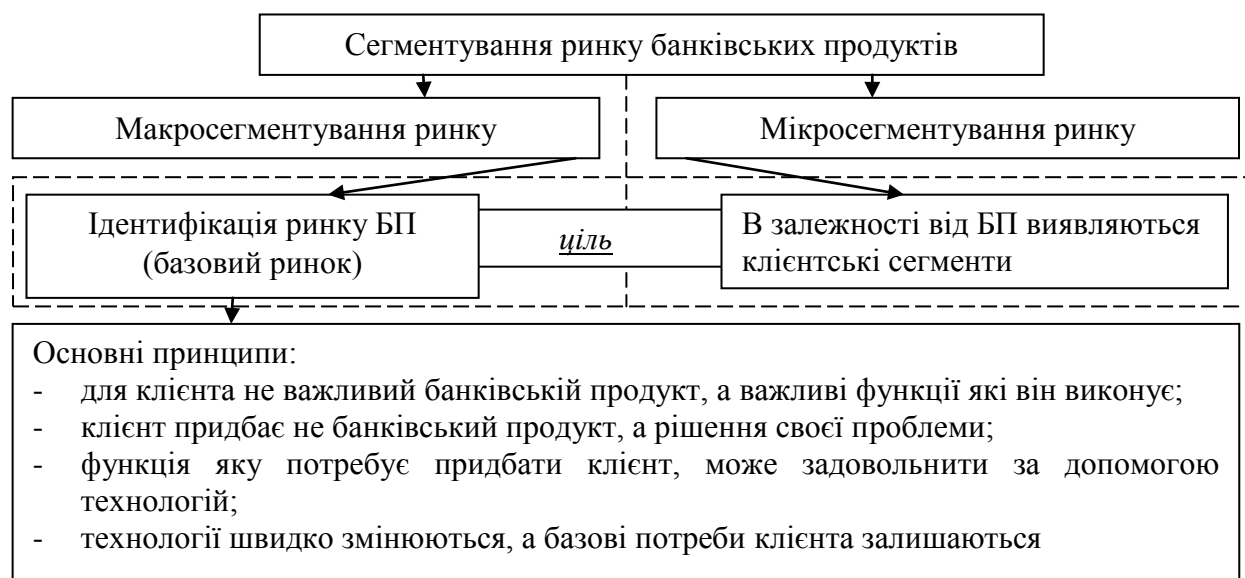 Сегментування ринку банківських продуктів
Макросегментування ринку
Мікросегментування ринку
Ідентифікація ринку БП
(базовий ринок)
ціль
В залежності від БП виявляються
клієнтські сегменти
Основні принципи:
- для клієнта не важливий банківській продукт, а важливі функції які він виконує;
- клієнт придбає не банківський продукт, а рішення своєї проблеми;
- функція яку потребує придбати клієнт, може задовольнити за допомогою
технологій;
- технології швидко змінюються, а базові потреби клієнта залишаються